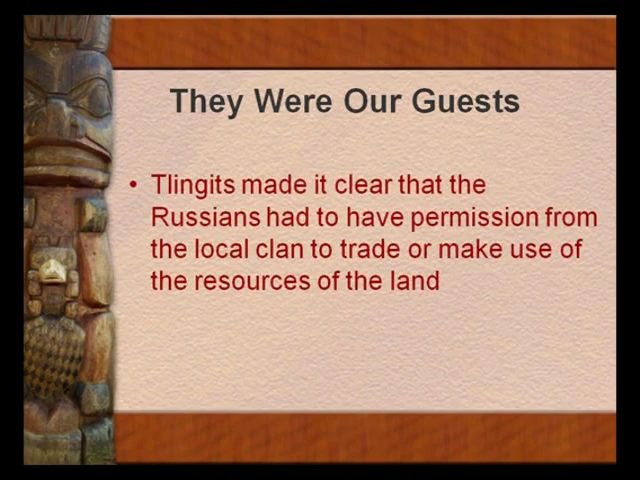 They Were Our Guests
• Tlingits made it clear that the
Russians had to have permission from
the local clan to trade or make use of
the resources of the land